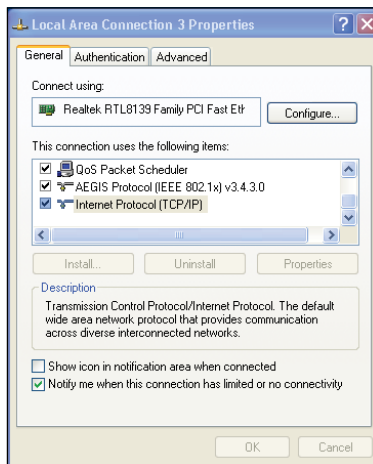 Local Area Connection 3 Properties
General Authentication Advanced
Connect using:
Realtek RTL8139 Family PCI Fast Eth
Configure...
This connection uses the following items:
QoS Packet Scheduler
AEGIS Protocol (IEEE 802.1x) v3.4.3.0
Internet Protocol (TCP/IP)
Install... Uninstall Properties
Description
Transmission Control Protocol/Internet Protocol. The default
wide area network protocol that provides communication
across diverse interconnected networks.
Show icon in notification area when connected
Notify me when this connection has limited or no connectivity
OK Cancel